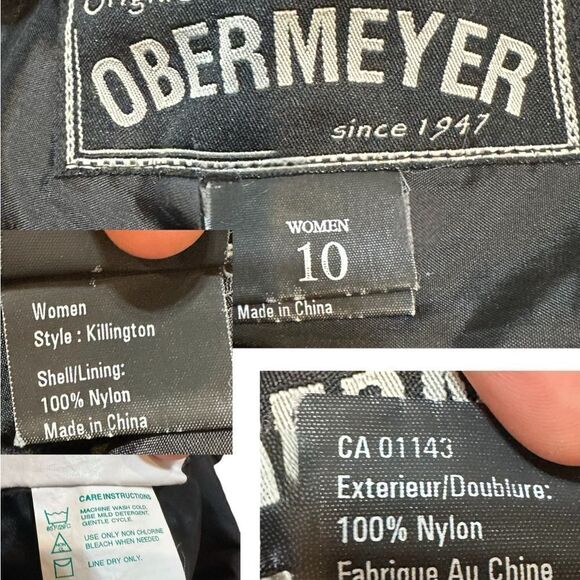 OBERMEYER
since 1947
WOMEN
10
Made in China
Women
Style : Killington
Shell/Lining:
100% Nylon
Made in China
CA 01143
Exterieur/Doublure:
100% Nylon
Fabrique Au Chine
CARE INSTRUCTIONS
MACHINE WASH COLD,
USE MILD DETERGENT,
GENTLE CYCLE.
USE ONLY NON CHLORINE
BLEACH WHEN NEEDED
LINE DRY ONLY.